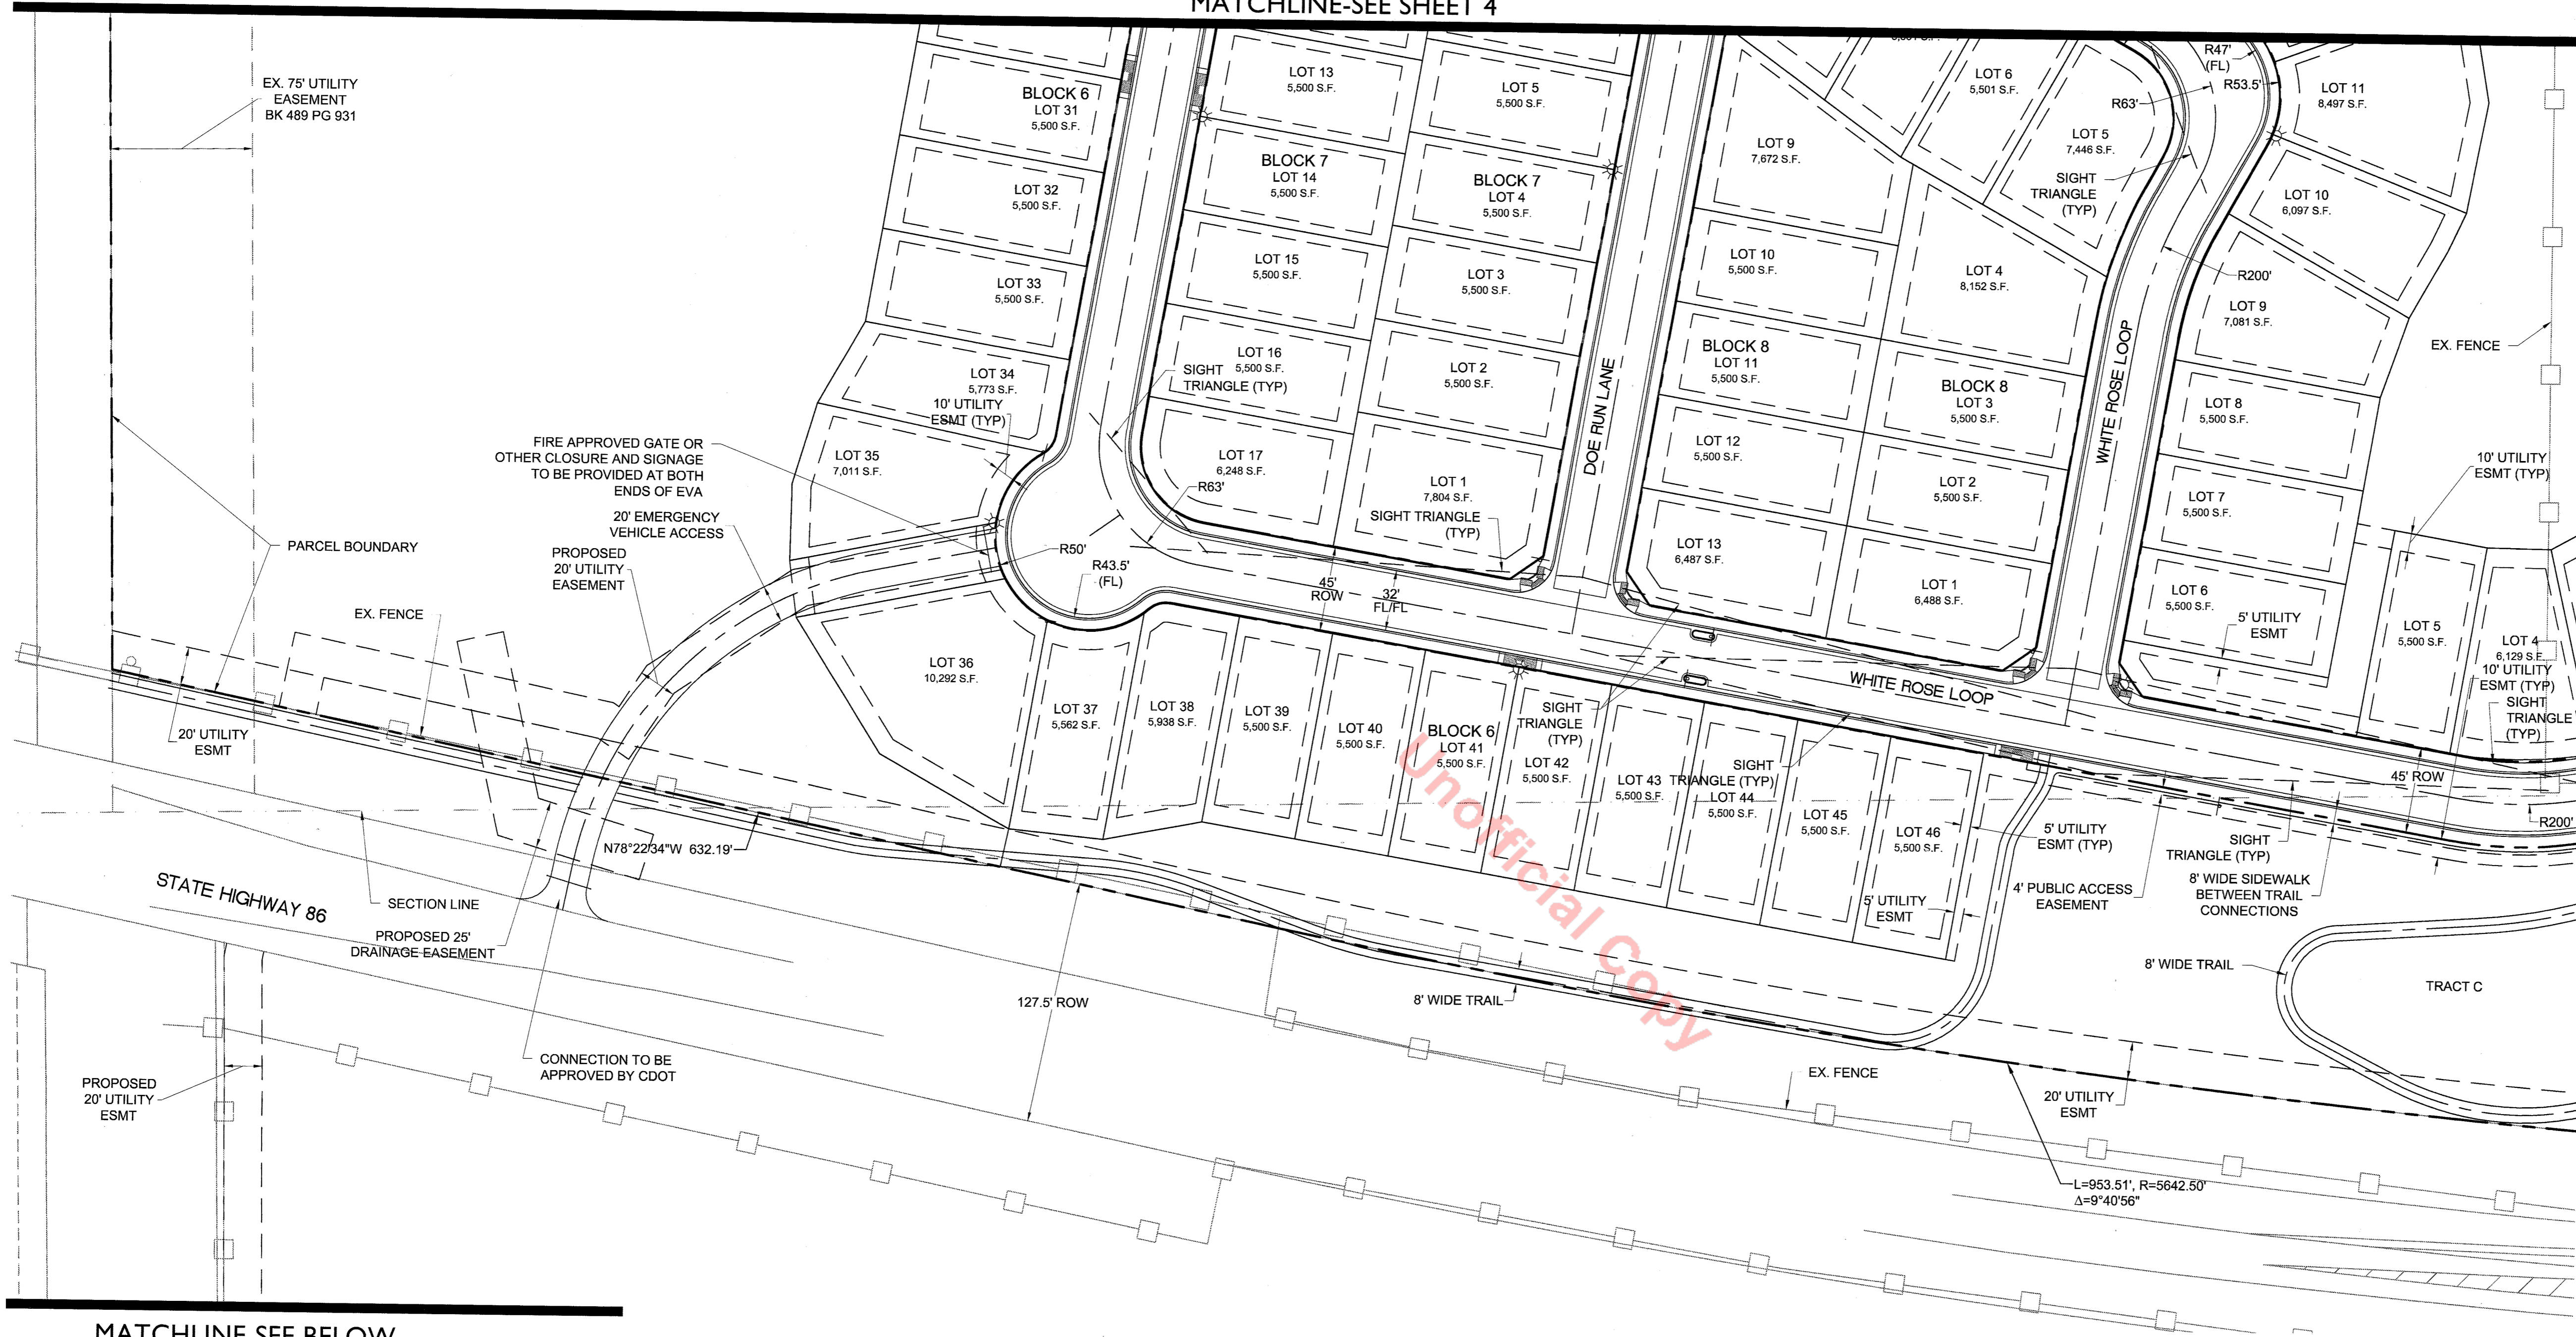 MATCHLINE-SEE SHEET 4
EX. 75' UTILITY
EASEMENT
BK 489 PG 931
BLOCK 6
LOT 31
5,500 S.F.
LOT 32
5,500 S.F.
LOT 33
5,500 S.F.
LOT 34
5,773 S.F.
10' UTILITY
ESMT (TYP)
LOT 35
7,011 S.F.
FIRE APPROVED GATE OR
OTHER CLOSURE AND SIGNAGE
TO BE PROVIDED AT BOTH
ENDS OF EVA
20' EMERGENCY
VEHICLE ACCESS
PROPOSED
20' UTILITY
EASEMENT
PARCEL BOUNDARY
EX. FENCE
20' UTILITY
ESMT
LOT 13
5,500 S.F.
BLOCK 7
LOT 14
5,500 S.F.
LOT 15
5,500 S.F.
LOT 16
5,500 S.F.
SIGHT
TRIANGLE (TYP)
LOT 17
6,248 S.F.
R63'
R50'
R43.5'
(FL)
45'
ROW
32'
FL/FL
LOT 5
5,500 S.F.
BLOCK 7
LOT 4
5,500 S.F.
LOT 3
5,500 S.F.
LOT 2
5,500 S.F.
LOT 1
7,804 S.F.
SIGHT TRIANGLE
(TYP)
DOE RUN LANE
LOT 9
7,672 S.F.
LOT 10
5,500 S.F.
BLOCK 8
LOT 11
5,500 S.F.
LOT 12
5,500 S.F.
LOT 13
6,487 S.F.
LOT 6
5,501 S.F.
LOT 5
7,446 S.F.
SIGHT
TRIANGLE
(TYP)
LOT 4
8,152 S.F.
BLOCK 8
LOT 3
5,500 S.F.
LOT 2
5,500 S.F.
LOT 1
6,488 S.F.
WHITE ROSE LOOP
R47'
(FL)
R53.5'
R63'
R200'
LOT 11
8,497 S.F.
LOT 10
6,097 S.F.
LOT 9
7,081 S.F.
LOT 8
5,500 S.F.
LOT 7
5,500 S.F.
LOT 6
5,500 S.F.
5' UTILITY
ESMT
EX. FENCE
10' UTILITY
ESMT (TYP)
LOT 5
5,500 S.F.
LOT 4
6,129 S.F.
10' UTILITY
ESMT (TYP)
SIGHT
TRIANGLE
(TYP)
LOT 36
10,292 S.F.
LOT 37
5,562 S.F.
LOT 38
5,938 S.F.
LOT 39
5,500 S.F.
LOT 40
5,500 S.F.
BLOCK 6
LOT 41
5,500 S.F.
SIGHT
TRIANGLE
(TYP)
LOT 42
5,500 S.F.
LOT 43
5,500 S.F.
SIGHT
TRIANGLE (TYP)
LOT 44
5,500 S.F.
LOT 45
5,500 S.F.
LOT 46
5,500 S.F.
WHITE ROSE LOOP
45' ROW
R200'
5' UTILITY
ESMT (TYP)
5' UTILITY
ESMT
4' PUBLIC ACCESS
EASEMENT
SIGHT
TRIANGLE (TYP)
8' WIDE SIDEWALK
BETWEEN TRAIL
CONNECTIONS
8' WIDE TRAIL
TRACT C
N78°22'34"W 632.19'
STATE HIGHWAY 86
SECTION LINE
PROPOSED 25'
DRAINAGE EASEMENT
CONNECTION TO BE
APPROVED BY CDOT
127.5' ROW
8' WIDE TRAIL
EX. FENCE
20' UTILITY
ESMT
L=953.51', R=5642.50'
Δ=9°40'56"
PROPOSED
20' UTILITY
ESMT
Unofficial Copy
MATCHLINE SEE BELOW